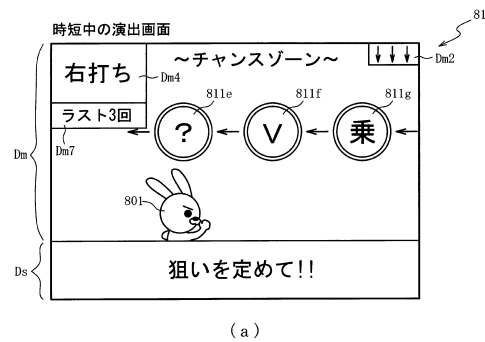 時短中の演出画面
81
右打ち
Dm4
～チャンスゾーン～
↓↓↓
Dm2
ラスト3回
Dm7
811e
811f
811g
?
V
乗
Dm
801
Ds
狙いを定めて!!
(a)